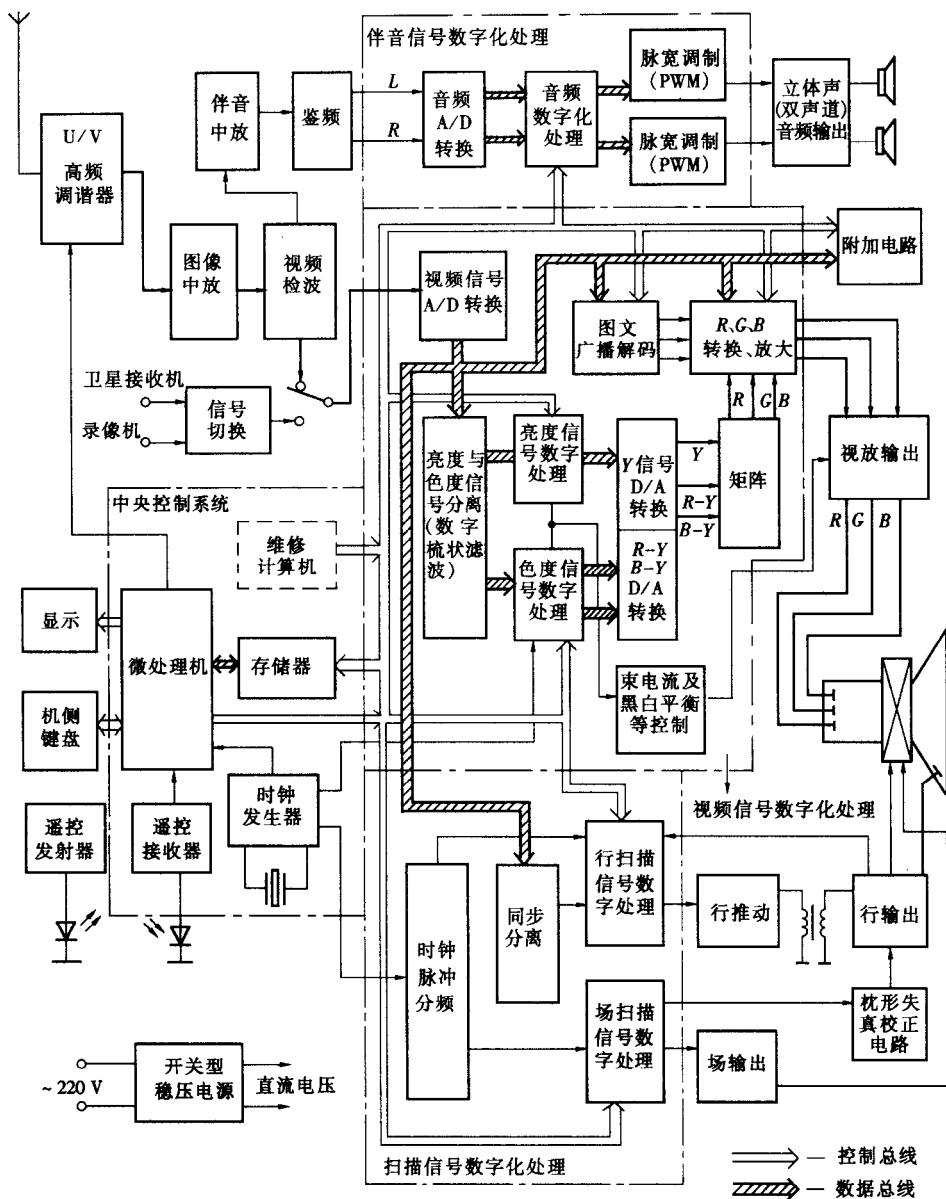 伴音信号数字化处理
U/V
高频
调谐器
伴音
中放
鉴频
L
R
音频
A/D
转换
音频
数字化
处理
脉宽调制
(PWM)
脉宽调制
(PWM)
立体声
(双声道)
音频输出
图像
中放
视频
检波
视频信号
A/D 转换
图文
广播解码
R、G、B
转换、放大
附加电路
R
G
B
卫星接收机
录像机
信号
切换
亮度与
色度信
号分离
(数字
梳状滤
波)
亮度信
号数字
处理
色度信
号数字
处理
Y 信号
D/A
转换
R-Y
B-Y
D/A
转换
Y
R-Y
B-Y
矩阵
视放输出
R
G
B
中央控制系统
维修
计算机
显示
微处理机
存储器
机侧
键盘
束电流及
黑白平衡
等控制
时钟
发生器
遥控
发射器
遥控
接收器
视频信号数字化处理
时钟
脉冲
分频
同步
分离
行扫描
信号数
字处理
行推动
行输出
场扫描
信号数
字处理
枕形失
真校正
电路
场输出
~220 V
开关型
稳压电源
直流电压
扫描信号数字化处理
— 控制总线
— 数据总线